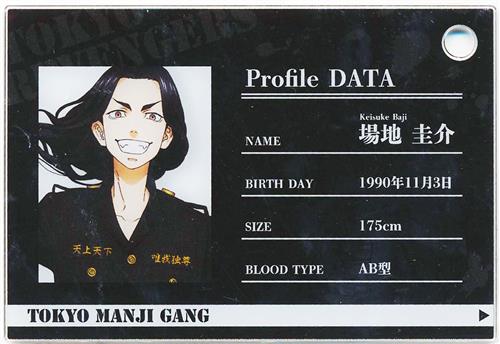 TOKYO
REVENGERS
Profile DATA
Keisuke Baji
NAME 場地 圭介
BIRTH DAY 1990年11月3日
SIZE 175cm
BLOOD TYPE AB型
天上天下 唯我独尊
TOKYO MANJI GANG